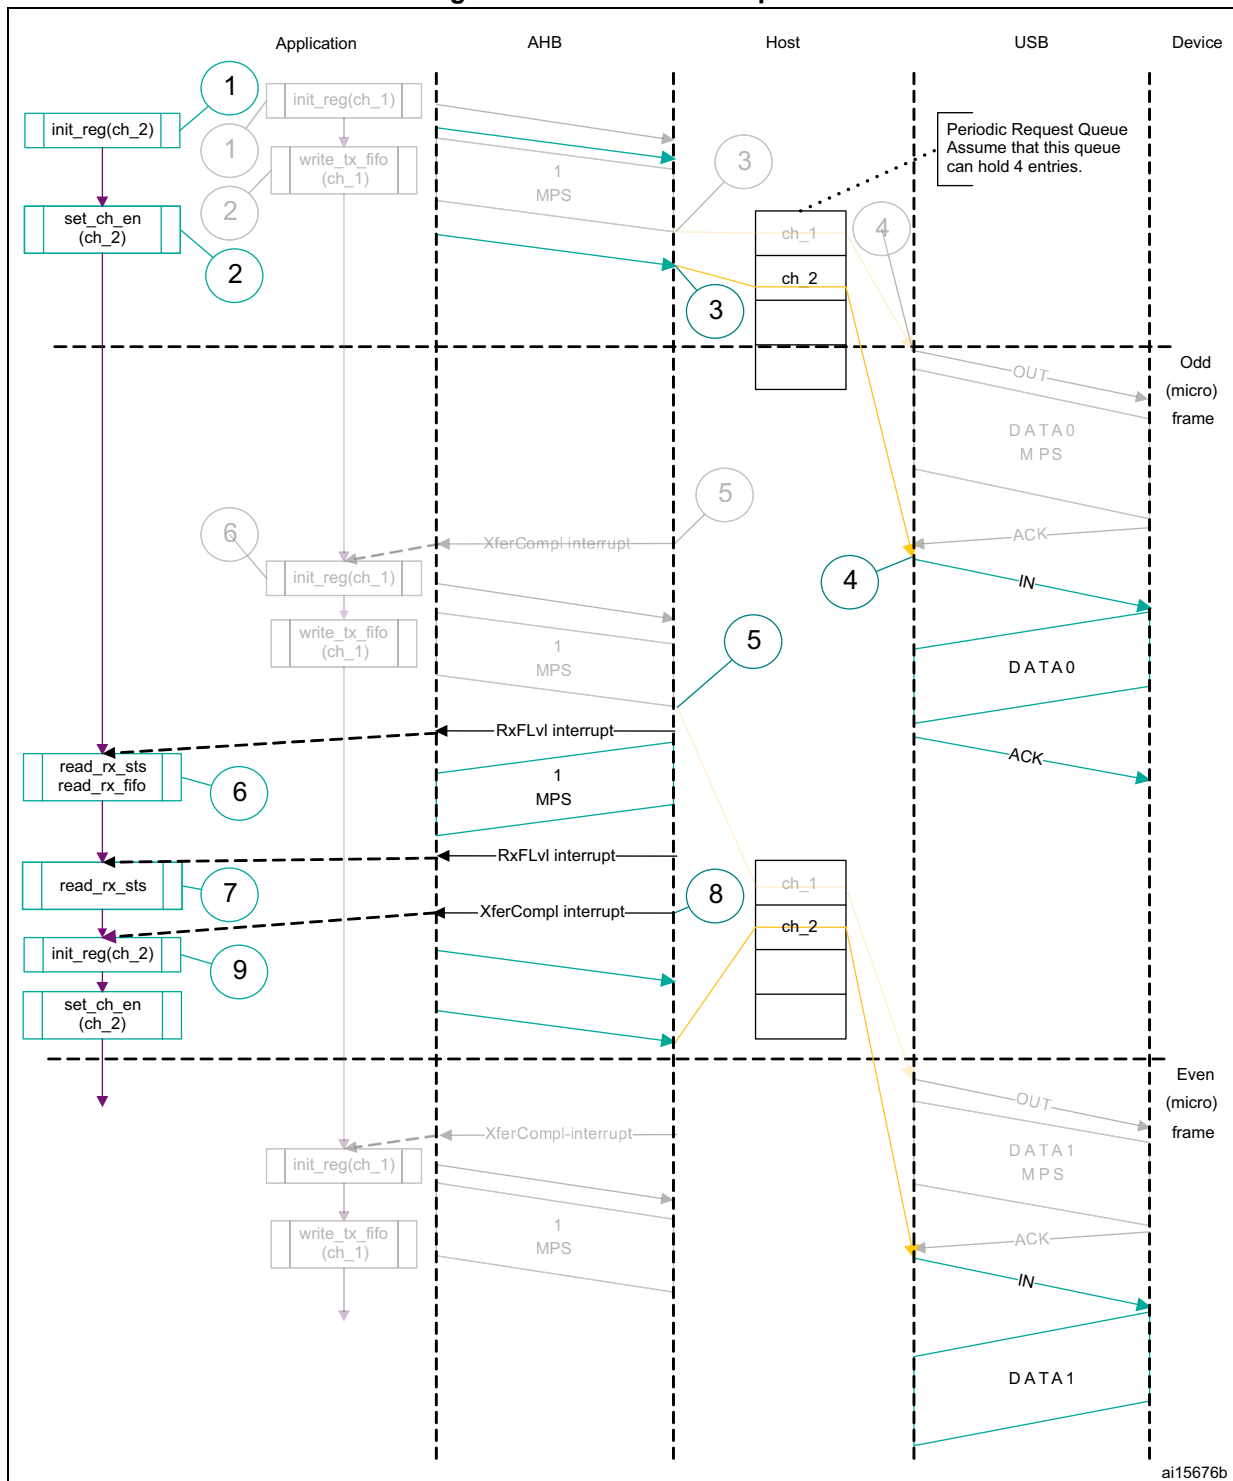 Application
AHB
Host
USB
Device
1
init_reg(ch_1)
init_reg(ch_2)
1
Periodic Request Queue
Assume that this queue
can hold 4 entries.
write_tx_fifo
(ch_1)
1
MPS
3
2
set_ch_en
(ch_2)
2
ch_1
4
ch_2
3
Odd
(micro)
frame
OUT
DATA0
MPS
5
6
XferCompl interrupt
ACK
init_reg(ch_1)
4
IN
write_tx_fifo
(ch_1)
1
MPS
5
DATA0
RxFLvl interrupt
ACK
read_rx_sts
read_rx_fifo
6
1
MPS
RxFLvl interrupt
read_rx_sts
7
ch_1
8
XferCompl interrupt
ch_2
init_reg(ch_2)
9
set_ch_en
(ch_2)
Even
(micro)
frame
OUT
XferCompl-interrupt
init_reg(ch_1)
DATA1
MPS
write_tx_fifo
(ch_1)
1
MPS
ACK
IN
DATA1
ai15676b